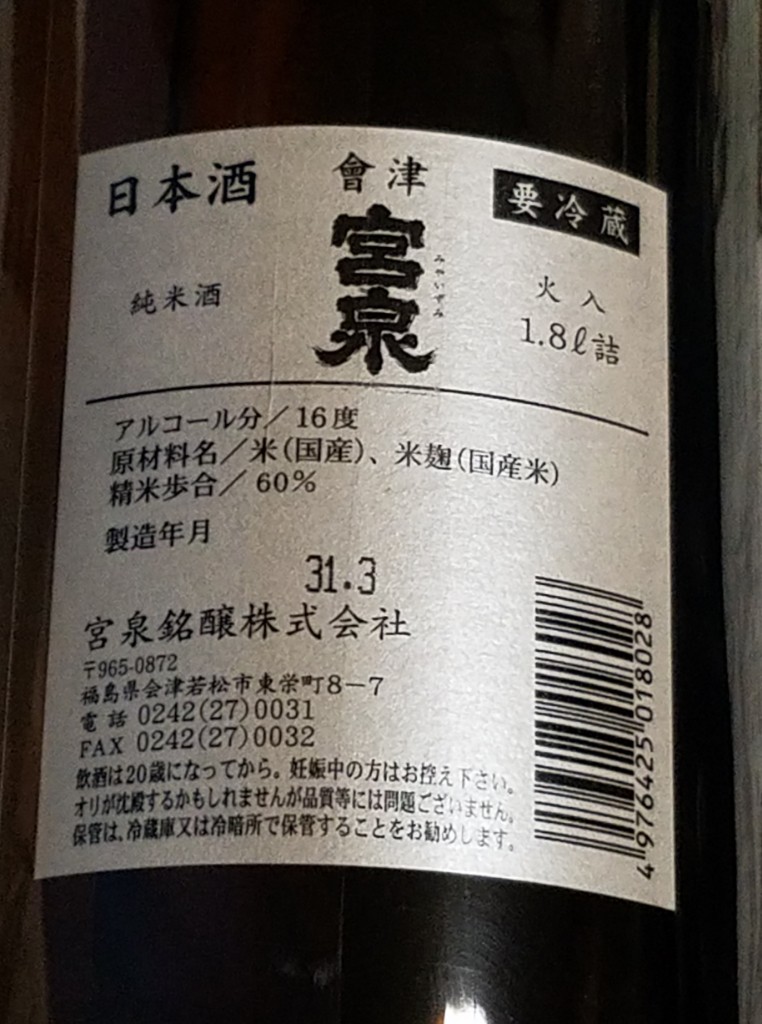 日本酒
純米酒
會津
宮泉
みやいずみ
要冷蔵
火入
1.8ℓ詰
アルコール分／16度
原材料名／米(国産)、米麹(国産米)
精米歩合／60%
製造年月
31.3
宮泉銘醸株式会社
〒965-0872
福島県会津若松市東栄町8−7
電話 0242(27)0031
FAX 0242(27)0032
飲酒は20歳になってから。妊娠中の方はお控え下さい。
オリが沈殿するかもしれませんが品質等には問題ございません。
保管は、冷蔵庫又は冷暗所で保管することをお勧めします。
4 976425 018028